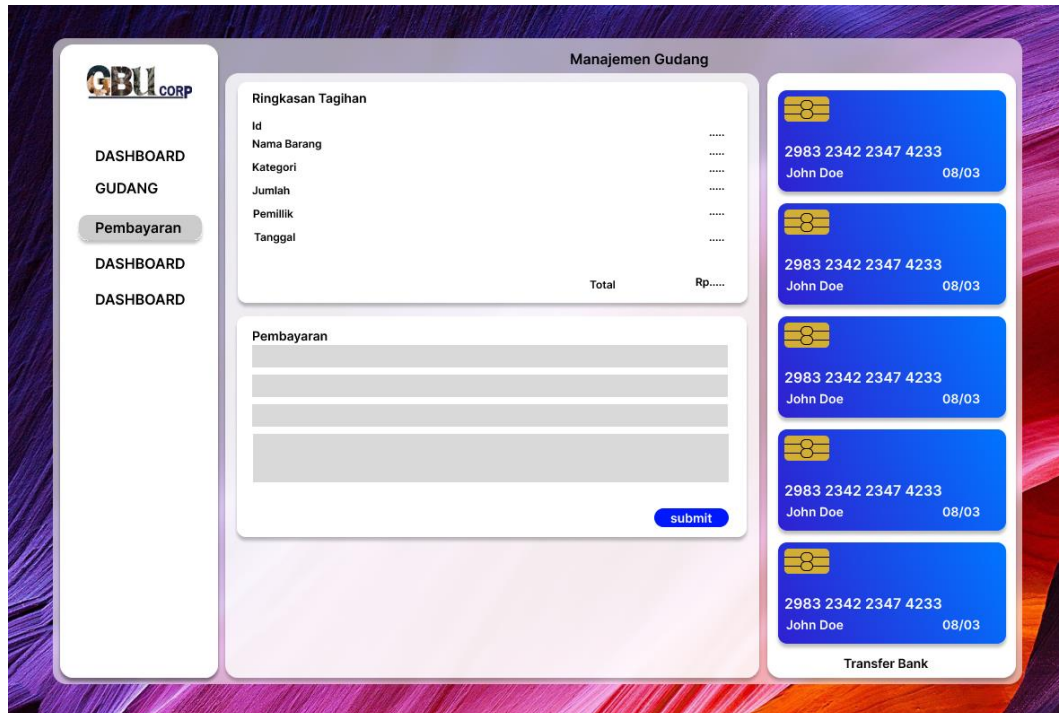 Manajemen Gudang
GBU CORP
DASHBOARD
GUDANG
Pembayaran
DASHBOARD
DASHBOARD
Ringkasan Tagihan
Id .....
Nama Barang .....
Kategori .....
Jumlah .....
Pemillik .....
Tanggal .....
Total Rp.....
Pembayaran
submit
2983 2342 2347 4233
John Doe 08/03
2983 2342 2347 4233
John Doe 08/03
2983 2342 2347 4233
John Doe 08/03
2983 2342 2347 4233
John Doe 08/03
2983 2342 2347 4233
John Doe 08/03
Transfer Bank